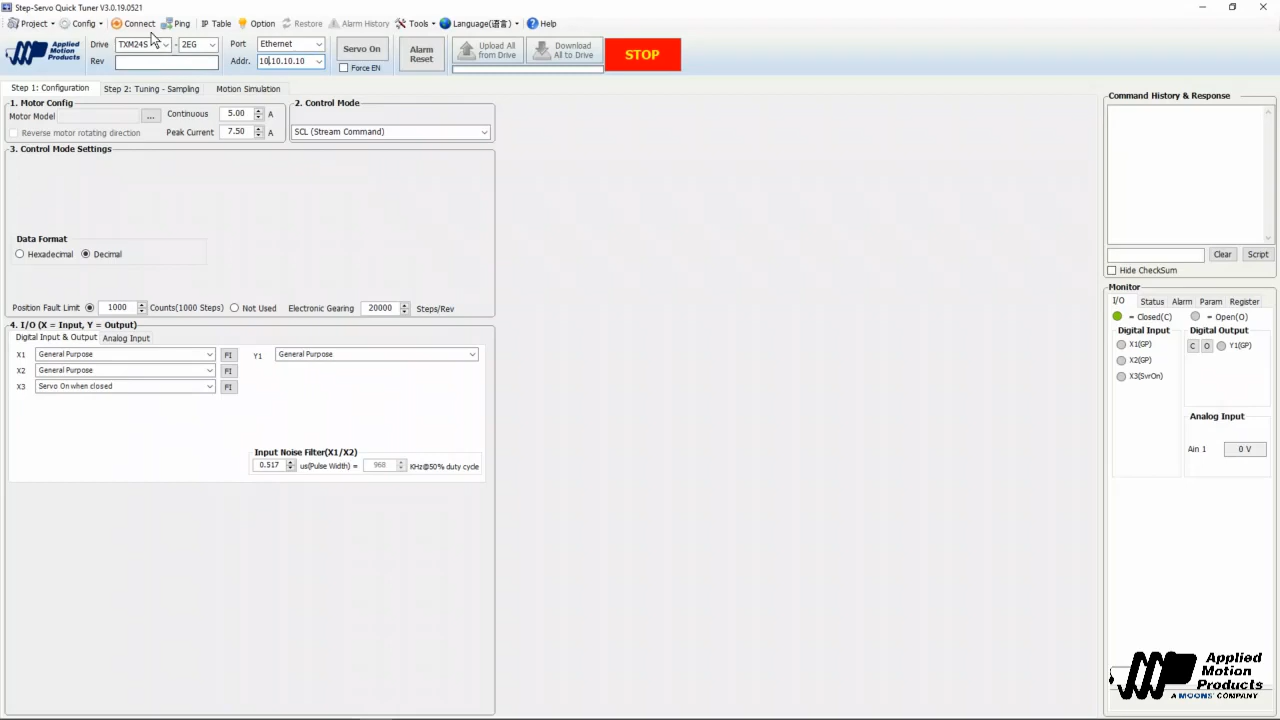 Step-Servo Quick Tuner V3.0.19.0521
Project Config Connect Ping IP Table Option Restore Alarm History Tools Language(语言) Help
Applied Motion Products
Drive TXM24S - 2EG Port Ethernet
Rev Addr. 10.10.10.10
Servo On
Force EN
Alarm Reset
Upload All from Drive
Download All to Drive
STOP
Step 1: Configuration Step 2: Tuning - Sampling Motion Simulation
1. Motor Config
Motor Model ... Continuous 5.00 A
Reverse motor rotating direction Peak Current 7.50 A
2. Control Mode
SCL (Stream Command)
3. Control Mode Settings
Data Format
Hexadecimal Decimal
Position Fault Limit 1000 Counts(1000 Steps) Not Used Electronic Gearing 20000 Steps/Rev
4. I/O (X = Input, Y = Output)
Digital Input & Output Analog Input
X1 General Purpose FI Y1 General Purpose
X2 General Purpose FI
X3 Servo On when closed FI
Input Noise Filter(X1/X2)
0.517 us(Pulse Width) = 968 KHz@50% duty cycle
Command History & Response
Clear Script
Hide CheckSum
Monitor
I/O Status Alarm Param Register
= Closed(C) = Open(O)
Digital Input Digital Output
X1(GP) C O Y1(GP)
X2(GP)
X3(SvrOn)
Analog Input
Ain 1 0 V
Applied
Motion
Products
A MOONS' COMPANY